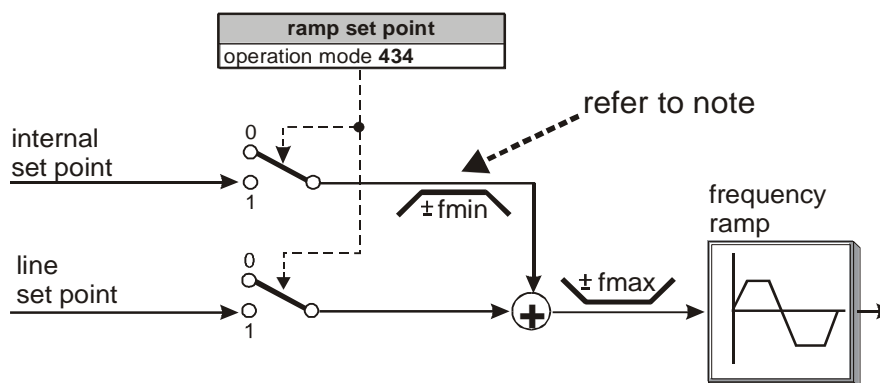 ramp set point
operation mode 434
refer to note
internal
set point
0
1
± fmin
frequency
ramp
line
set point
0
1
+
± fmax